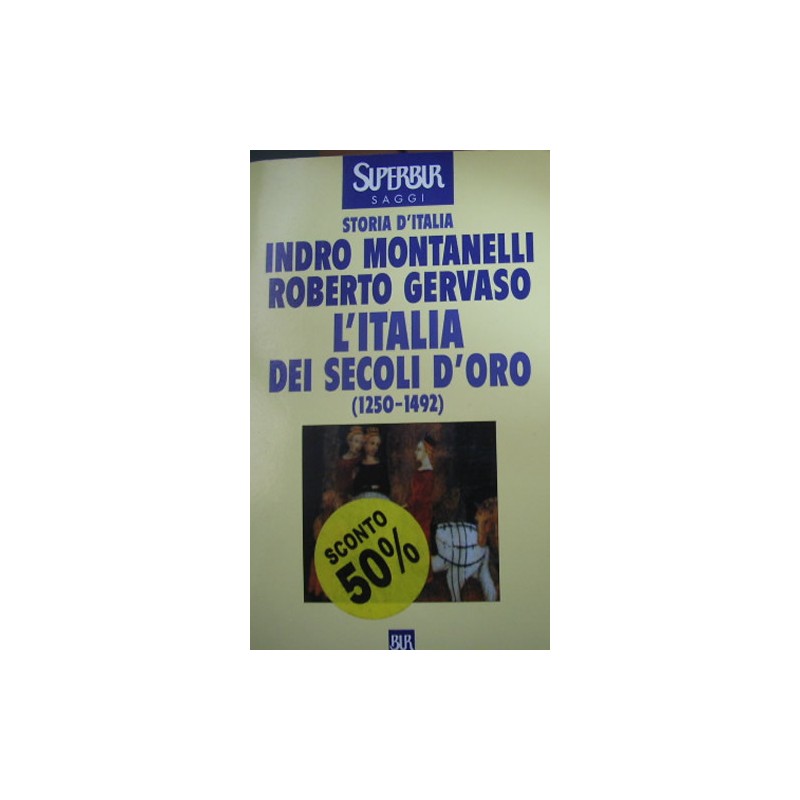 SUPERBUR
SAGGI
STORIA D'ITALIA
INDRO MONTANELLI
ROBERTO GERVASO
L'ITALIA
DEI SECOLI D'ORO
(1250-1492)
SCONTO
50%
BUR